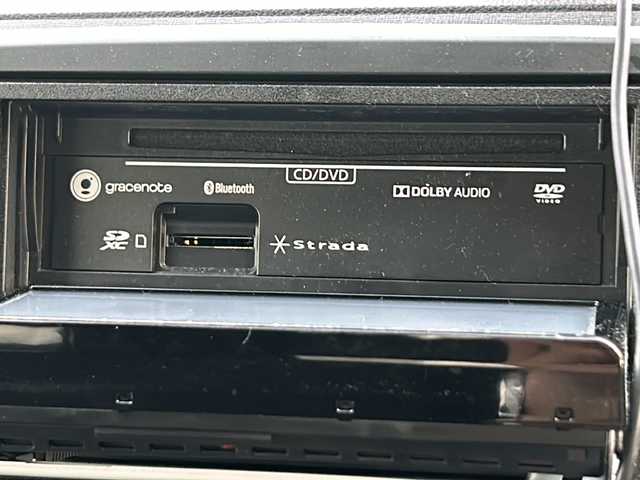 CD/DVD
gracenote
Bluetooth
DOLBY AUDIO
DVD
VIDEO
SD
XC
Strada